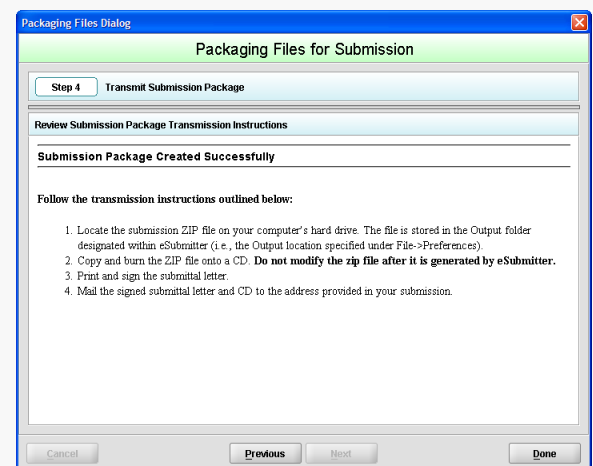 Packaging Files Dialog
Packaging Files for Submission
Step 4 Transmit Submission Package
Review Submission Package Transmission Instructions
Submission Package Created Successfully
Follow the transmission instructions outlined below:
1. Locate the submission ZIP file on your computer's hard drive. The file is stored in the Output folder
designated within eSubmitter (i.e., the Output location specified under File->Preferences).
2. Copy and burn the ZIP file onto a CD. Do not modify the zip file after it is generated by eSubmitter.
3. Print and sign the submittal letter.
4. Mail the signed submittal letter and CD to the address provided in your submission.
Cancel Previous Next Done